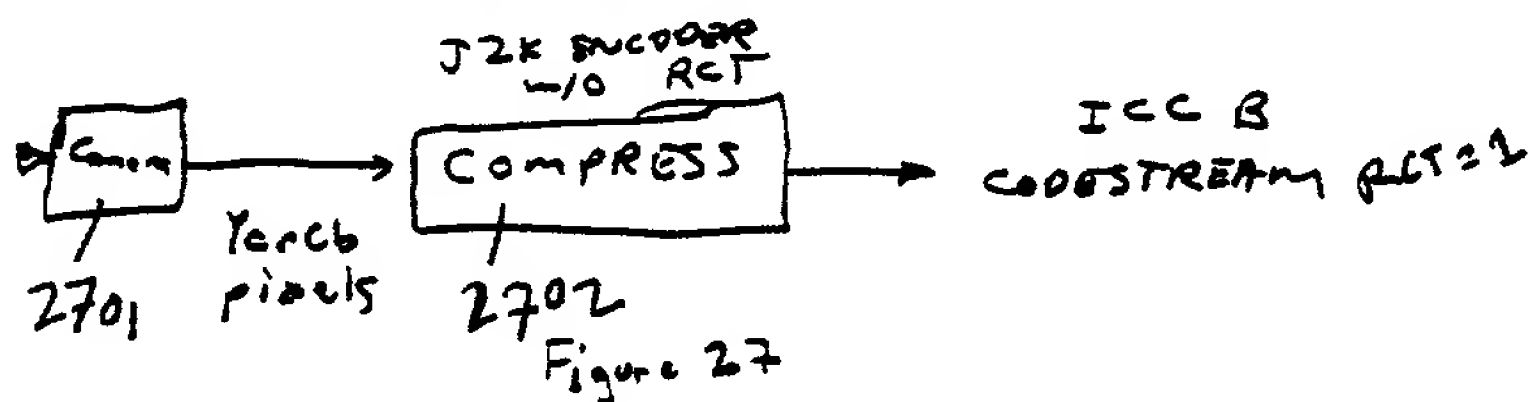 J2K ENCODER
w/o RCT
Camera
COMPRESS
ICC B
CODESTREAM RCT=1
YCrCb
pixels
2701
2702
Figure 27